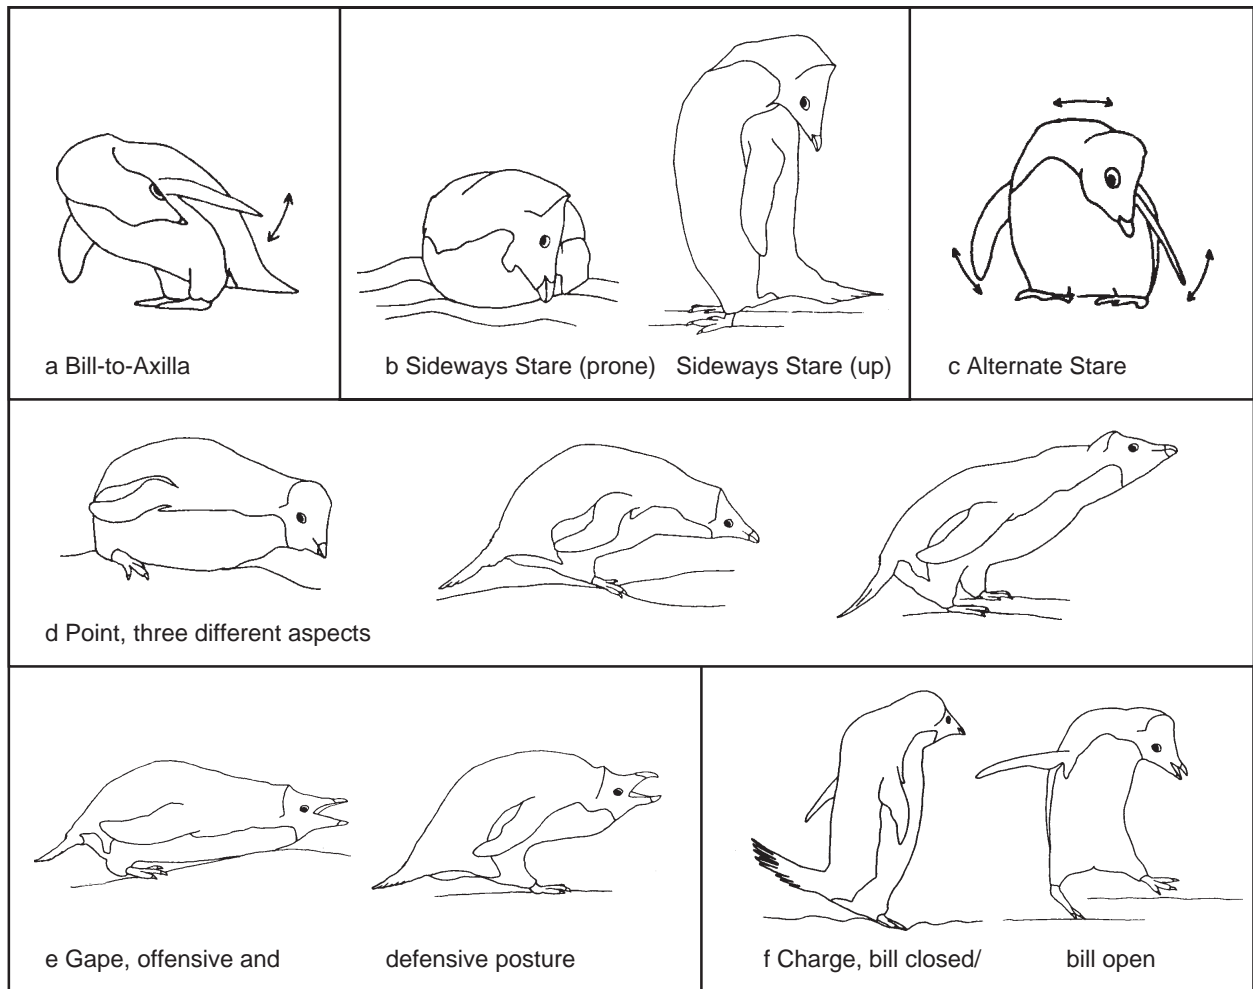 a Bill-to-Axilla
b Sideways Stare (prone) Sideways Stare (up)
c Alternate Stare
d Point, three different aspects
e Gape, offensive and defensive posture
f Charge, bill closed/ bill open